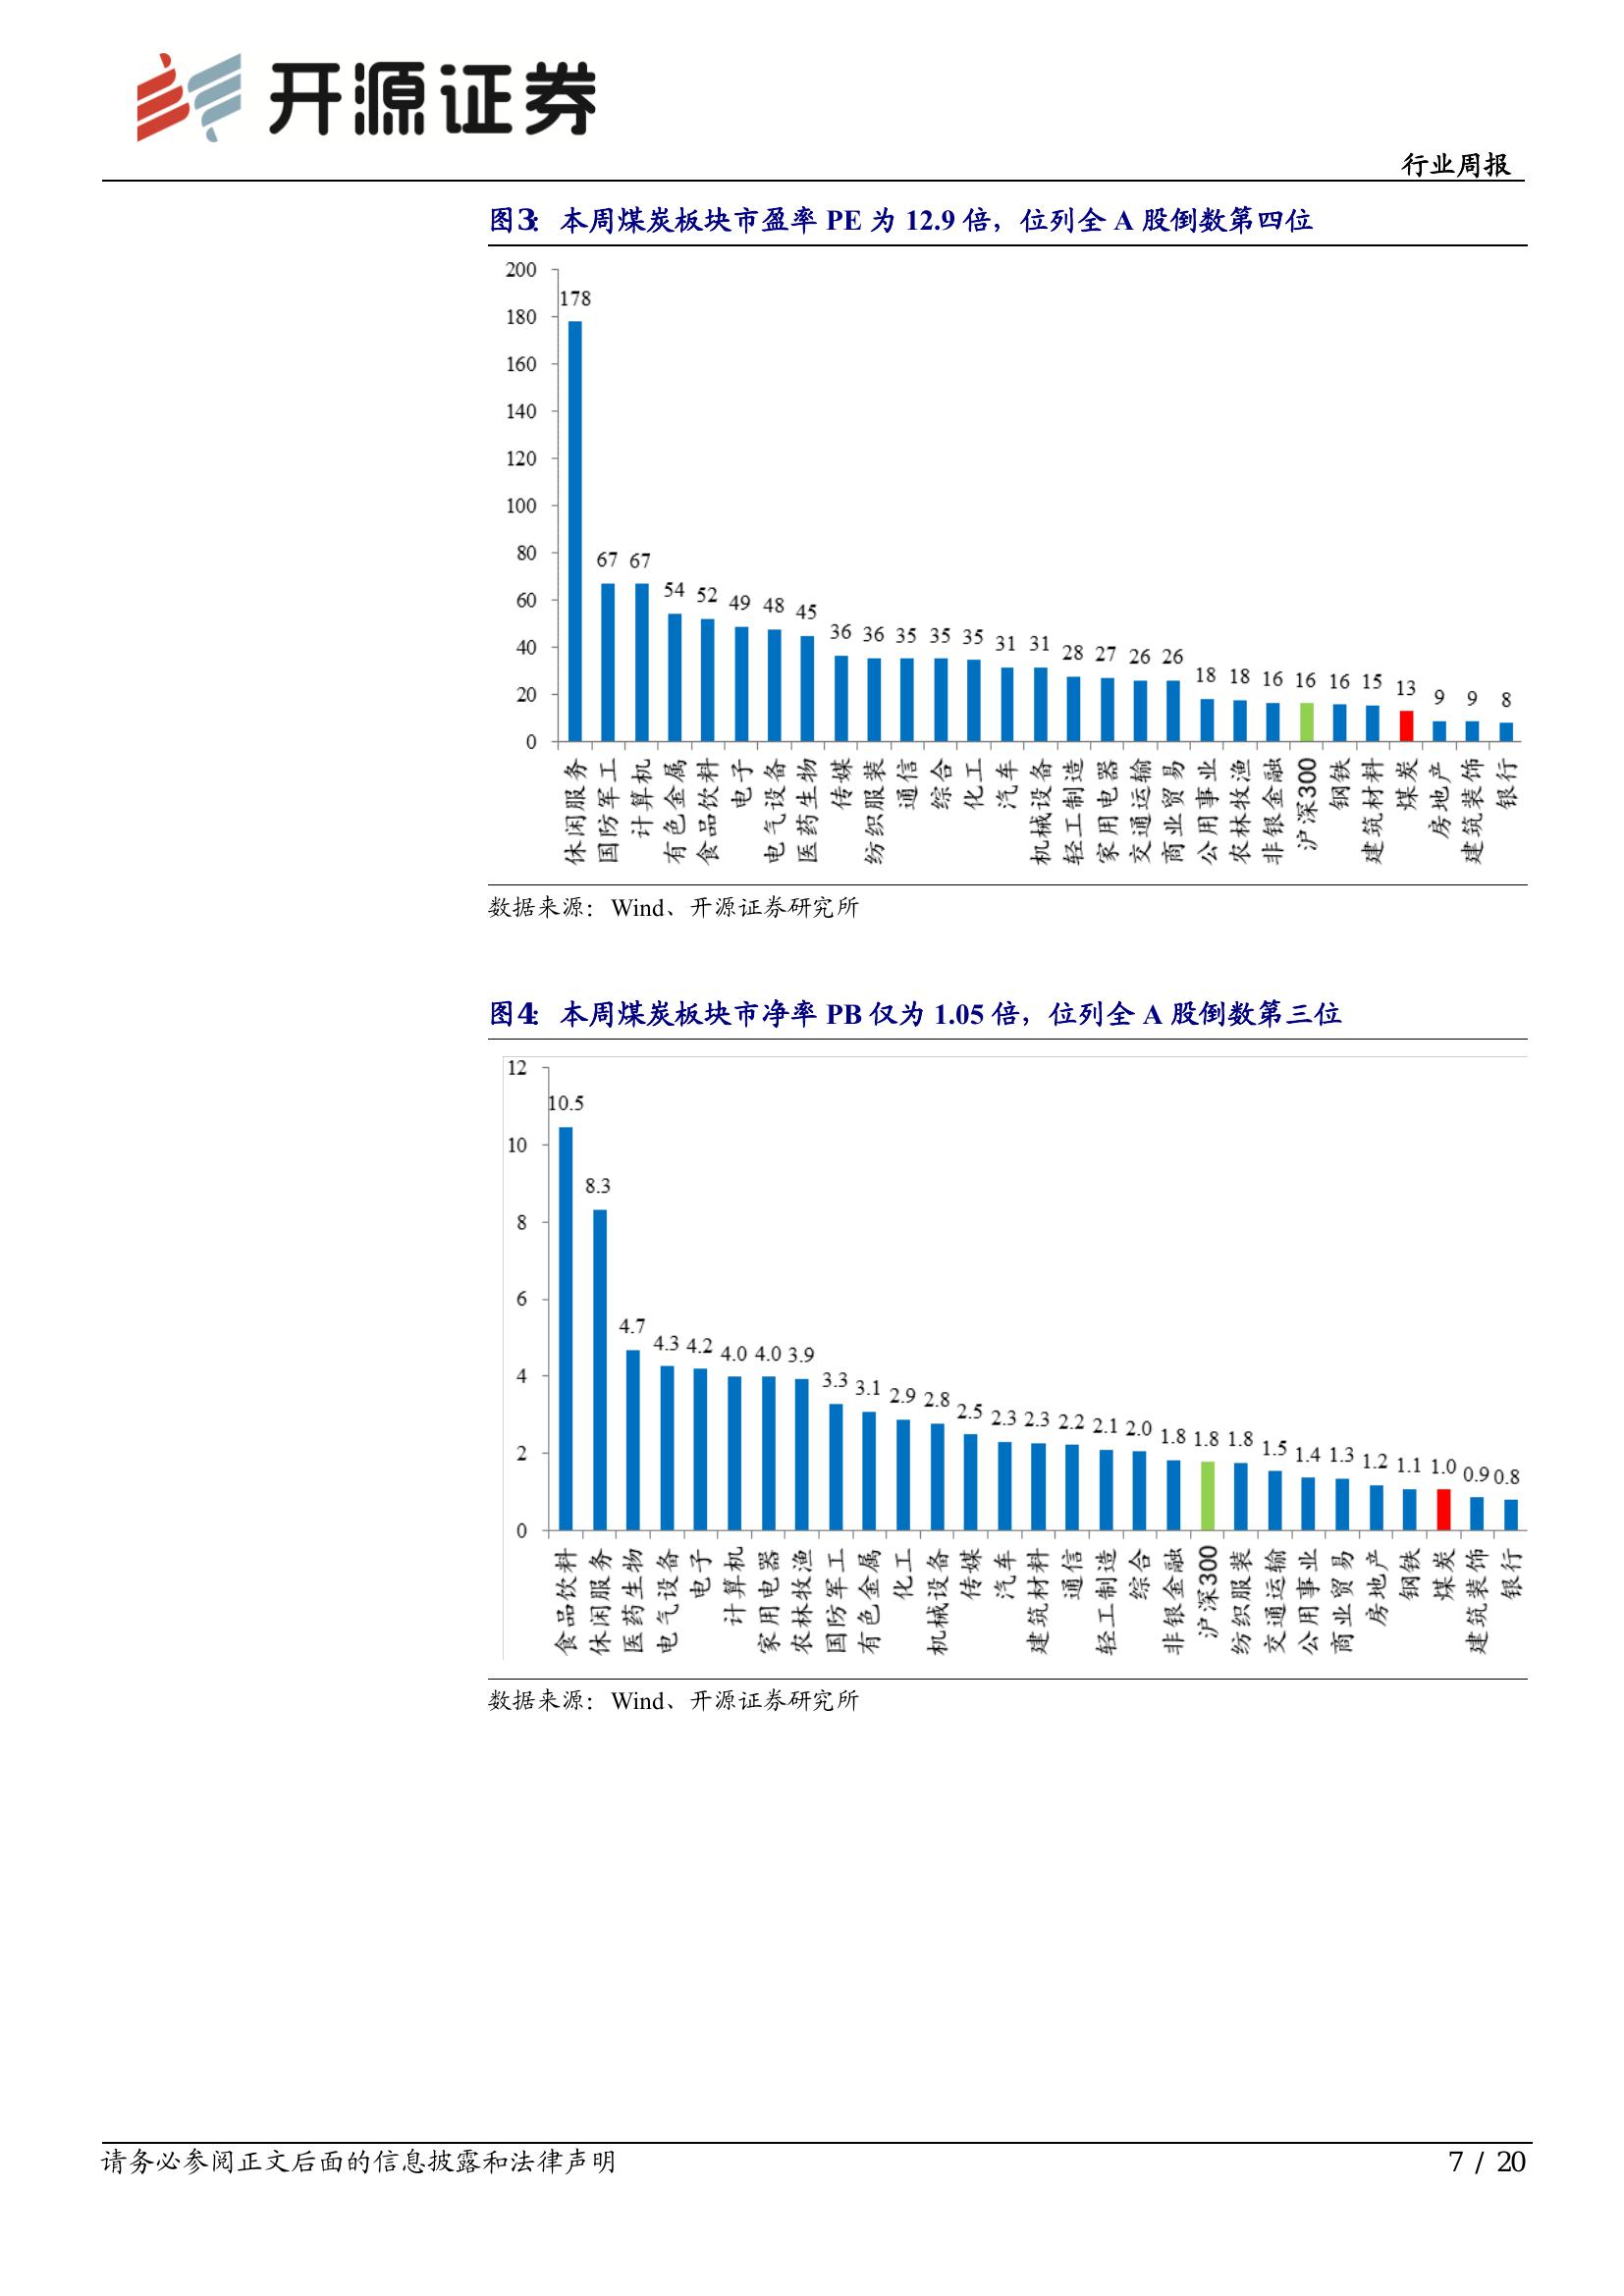 开源证券
行业周报
图3: 本周煤炭板块市盈率 PE 为 12.9 倍，位列全 A 股倒数第四位
200
180
160
140
120
100
80
60
40
20
0
178 67 67 54 52 49 48 45 36 36 35 35 35 31 31 28 27 26 26 18 18 16 16 16 15 13 9 9 8
休闲服务 国防军工 计算机 有色金属 食品饮料 电子 电气设备 医药生物 传媒 纺织服装 通信 综合 化工 汽车 机械设备 轻工制造 家用电器 交通运输 商业贸易 公用事业 农林牧渔 非银金融 沪深300 钢铁 建筑材料 煤炭 房地产 建筑装饰 银行
数据来源：Wind、开源证券研究所
图4: 本周煤炭板块市净率 PB 仅为 1.05 倍，位列全 A 股倒数第三位
12
10
8
6
4
2
0
10.5 8.3 4.7 4.3 4.2 4.0 4.0 3.9 3.3 3.1 2.9 2.8 2.5 2.3 2.3 2.2 2.1 2.0 1.8 1.8 1.8 1.5 1.4 1.3 1.2 1.1 1.0 0.9 0.8
食品饮料 休闲服务 医药生物 电气设备 电子 计算机 家用电器 农林牧渔 国防军工 有色金属 化工 机械设备 传媒 汽车 建筑材料 通信 轻工制造 综合 非银金融 沪深300 纺织服装 交通运输 公用事业 商业贸易 房地产 钢铁 煤炭 建筑装饰 银行
数据来源：Wind、开源证券研究所
请务必参阅正文后面的信息披露和法律声明
7 / 20